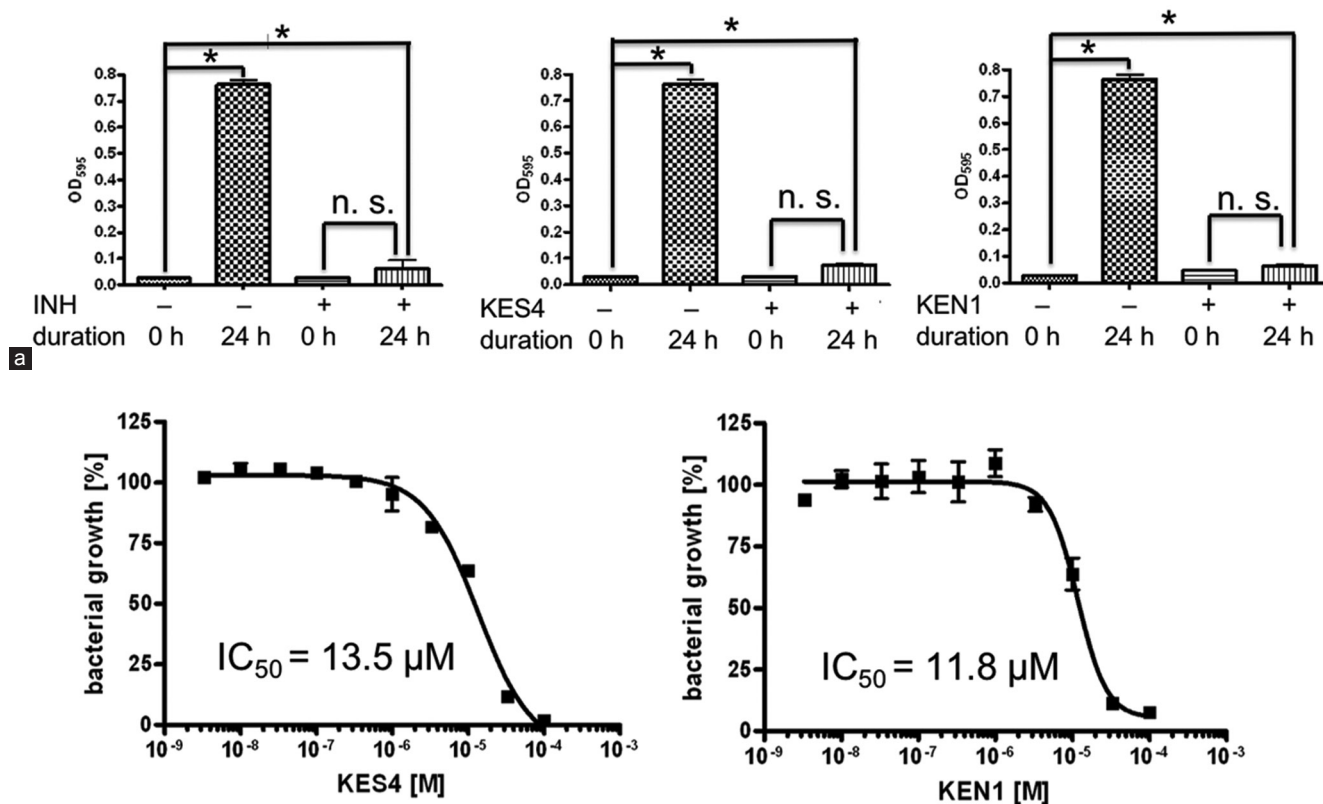 * * * * * *
0.8 0.7 0.6 0.5 0.4 0.3 0.2 0.1 0.0
OD595
n. s.
INH – – + +
duration 0 h 24 h 0 h 24 h
0.8 0.7 0.6 0.5 0.4 0.3 0.2 0.1 0.0
OD595
n. s.
KES4 – – + +
duration 0 h 24 h 0 h 24 h
0.8 0.7 0.6 0.5 0.4 0.3 0.2 0.1 0.0
OD595
n. s.
KEN1 – – + +
duration 0 h 24 h 0 h 24 h
a
125
100
75
50
25
0
bacterial growth [%]
IC50 = 13.5 µM
10-9 10-8 10-7 10-6 10-5 10-4 10-3
KES4 [M]
125
100
75
50
25
0
bacterial growth [%]
IC50 = 11.8 µM
10-9 10-8 10-7 10-6 10-5 10-4 10-3
KEN1 [M]